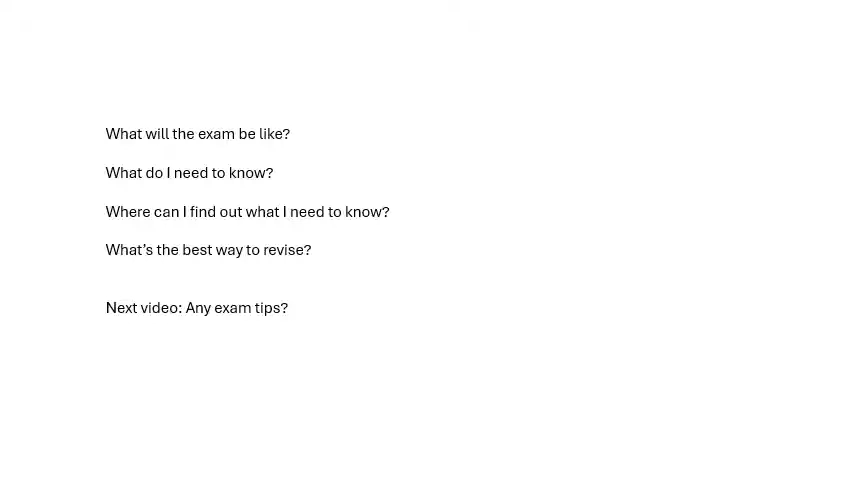 What will the exam be like?
What do I need to know?
Where can I find out what I need to know?
What’s the best way to revise?
Next video: Any exam tips?